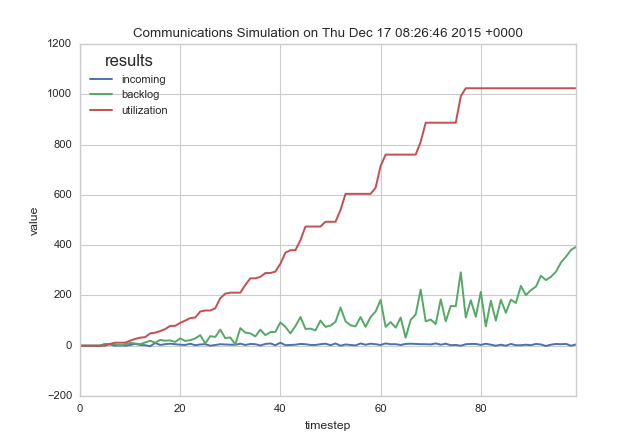 Communications Simulation on Thu Dec 17 08:26:46 2015 +0000
1200
results
incoming
backlog
utilization
1000
800
600
400
200
0
−200
value
0 20 40 60 80
timestep